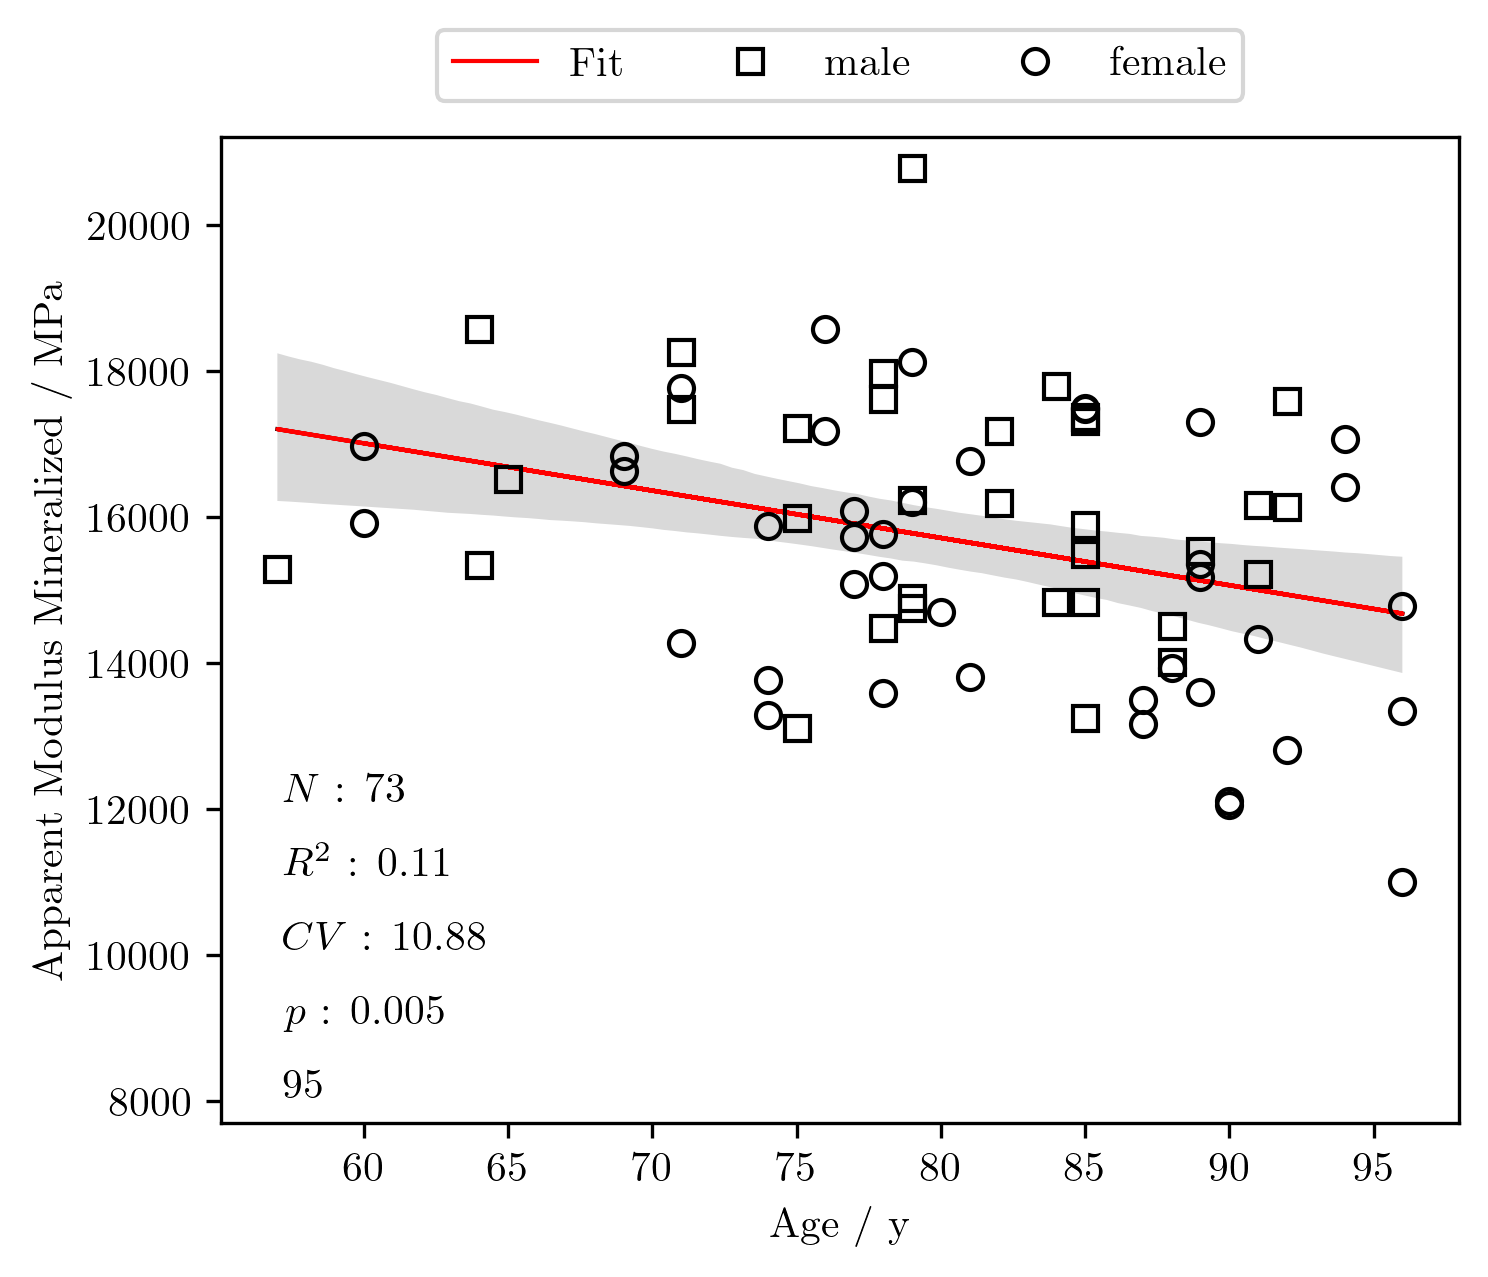 Fit male female
Apparent Modulus Mineralized / MPa
20000
18000
16000
14000
12000
10000
8000
N : 73
R² : 0.11
CV : 10.88
p : 0.005
95
60 65 70 75 80 85 90 95
Age / y